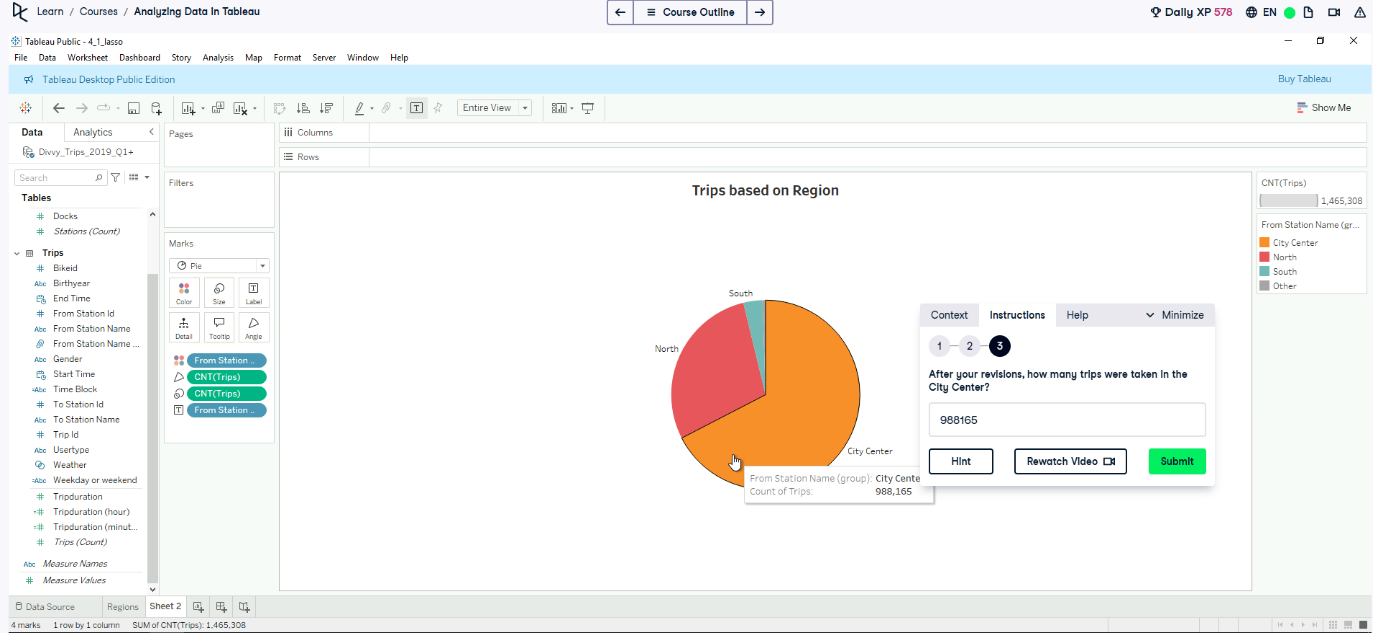 Learn / Courses / Analyzing Data in Tableau
Course Outline
Daily XP 578
EN
Tableau Public - 4_1_lasso
File Data Worksheet Dashboard Story Analysis Map Format Server Window Help
Tableau Desktop Public Edition
Buy Tableau
Entire View
Show Me
Data Analytics
Divvy_Trips_2019_Q1+
Search
Tables
# Docks
# Stations (Count)
Trips
# Bikeid
Abc Birthyear
End Time
# From Station Id
Abc From Station Name
From Station Name ...
Abc Gender
Start Time
=Abc Time Block
# To Station Id
Abc To Station Name
# Trip Id
Abc Usertype
Weather
=Abc Weekday or weekend
# Tripduration
=# Tripduration (hour)
=# Tripduration (minut...
# Trips (Count)
Abc Measure Names
# Measure Values
Pages
Filters
Marks
Pie
Color Size Label
Detail Tooltip Angle
From Station ..
CNT(Trips)
CNT(Trips)
From Station ..
Columns
Rows
Trips based on Region
South
North
City Center
From Station Name (group): City Cente
Count of Trips: 988,165
CNT(Trips)
1,465,308
From Station Name (gr...
City Center
North
South
Other
Context Instructions Help Minimize
1 2 3
After your revisions, how many trips were taken in the
City Center?
988165
Hint Rewatch Video Submit
Data Source Regions Sheet 2
4 marks 1 row by 1 column SUM of CNT(Trips): 1,465,308